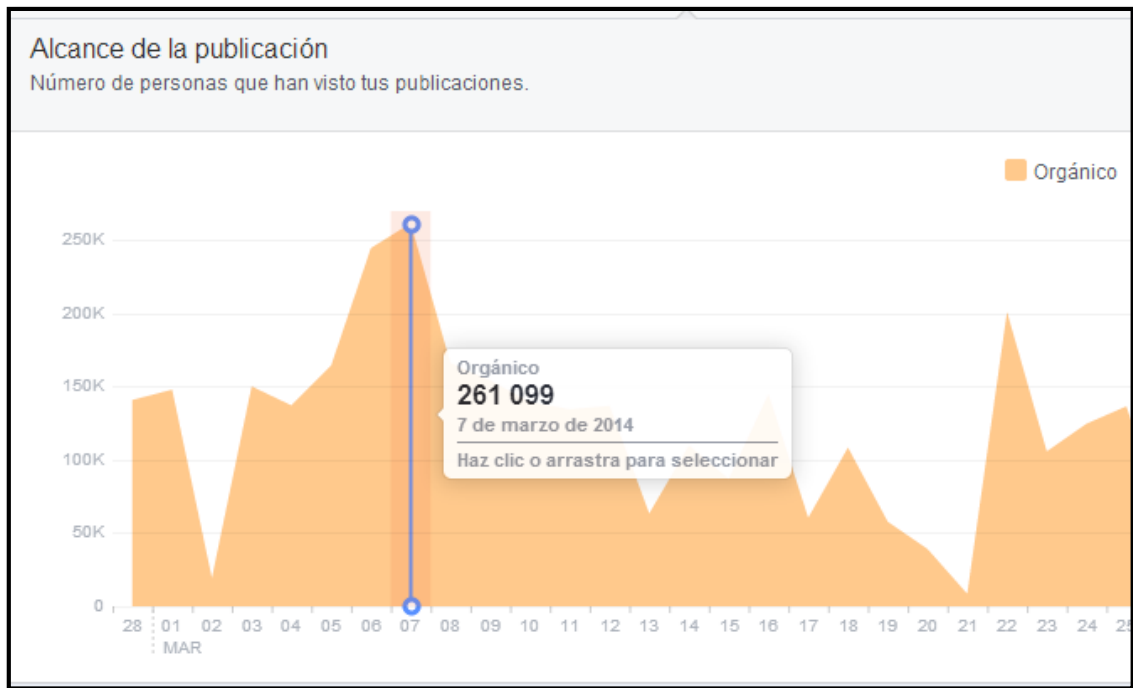 Alcance de la publicación
Número de personas que han visto tus publicaciones.
Orgánico
250K
200K
150K
100K
50K
0
Orgánico
261 099
7 de marzo de 2014
Haz clic o arrastra para seleccionar
28 01 02 03 04 05 06 07 08 09 10 11 12 13 14 15 16 17 18 19 20 21 22 23 24
MAR